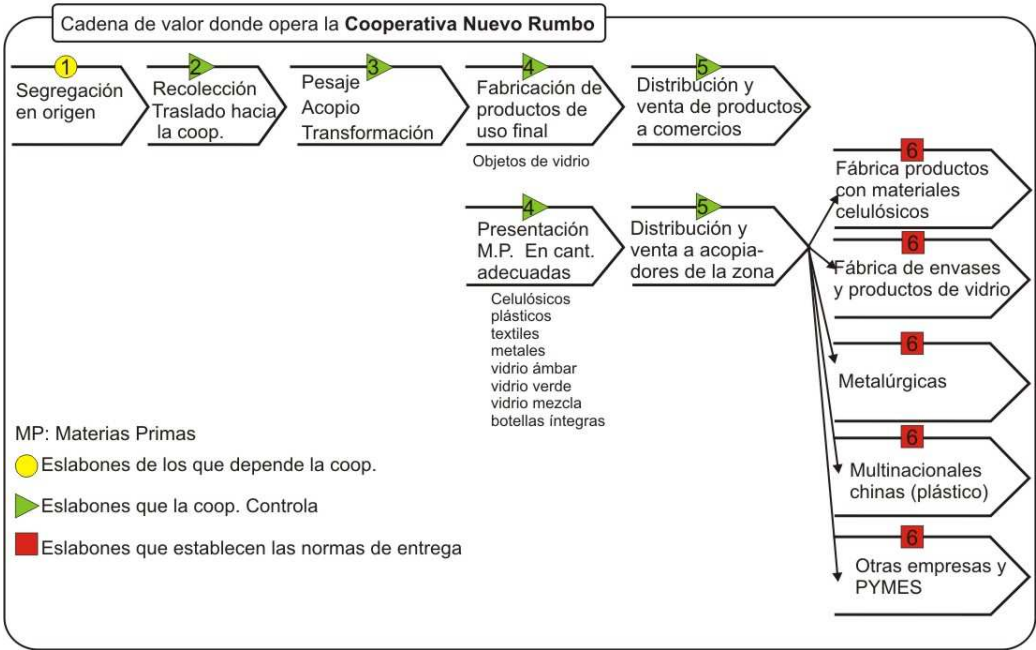 Cadena de valor donde opera la Cooperativa Nuevo Rumbo
1
Segregación
en origen
2
Recolección
Traslado hacia
la coop.
3
Pesaje
Acopio
Transformación
4
Fabricación de
productos de
uso final
Objetos de vidrio
5
Distribución y
venta de productos
a comercios
4
Presentación
M.P. En cant.
adecuadas
Celulósicos
plásticos
textiles
metales
vidrio ámbar
vidrio verde
vidrio mezcla
botellas íntegras
5
Distribución y
venta a acopia-
dores de la zona
6
Fábrica productos
con materiales
celulósicos
6
Fábrica de envases
y productos de vidrio
6
Metalúrgicas
6
Multinacionales
chinas (plástico)
6
Otras empresas y
PYMES
MP: Materias Primas
Eslabones de los que depende la coop.
Eslabones que la coop. Controla
Eslabones que establecen las normas de entrega